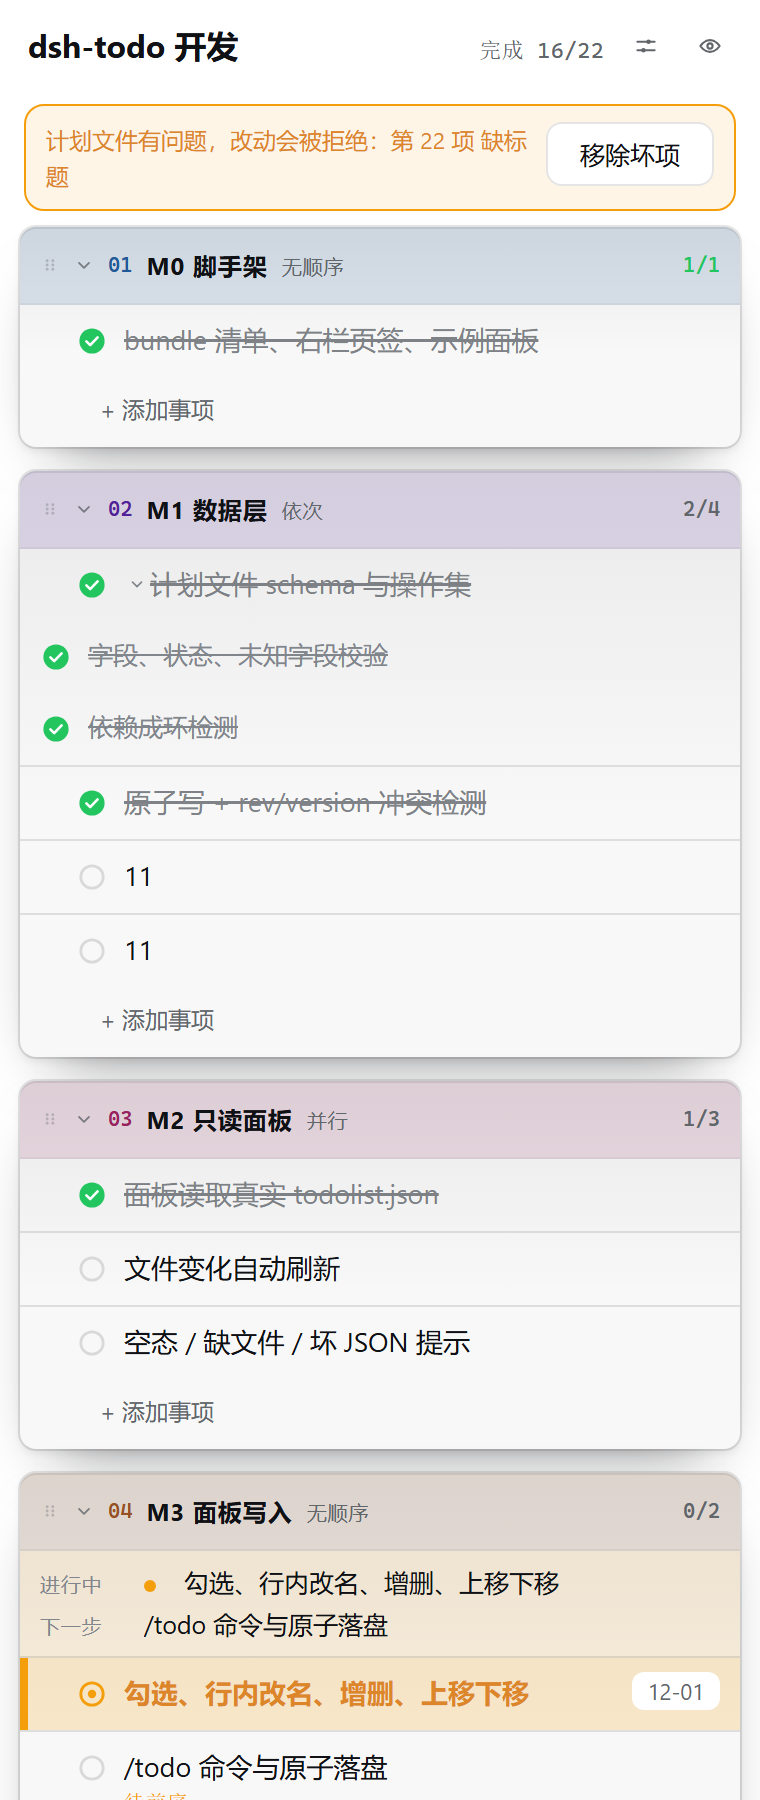 dsh-todo 开发
完成 16/22
计划文件有问题，改动会被拒绝：第 22 项 缺标
题
移除坏项
01 M0 脚手架 无顺序 1/1
bundle 清单、右栏页签、示例面板
+ 添加事项
02 M1 数据层 依次 2/4
计划文件 schema 与操作集
字段、状态、未知字段校验
依赖成环检测
原子写 + rev/version 冲突检测
11
11
+ 添加事项
03 M2 只读面板 并行 1/3
面板读取真实 todolist.json
文件变化自动刷新
空态 / 缺文件 / 坏 JSON 提示
+ 添加事项
04 M3 面板写入 无顺序 0/2
进行中 勾选、行内改名、增删、上移下移
下一步 /todo 命令与原子落盘
勾选、行内改名、增删、上移下移 12-01
/todo 命令与原子落盘